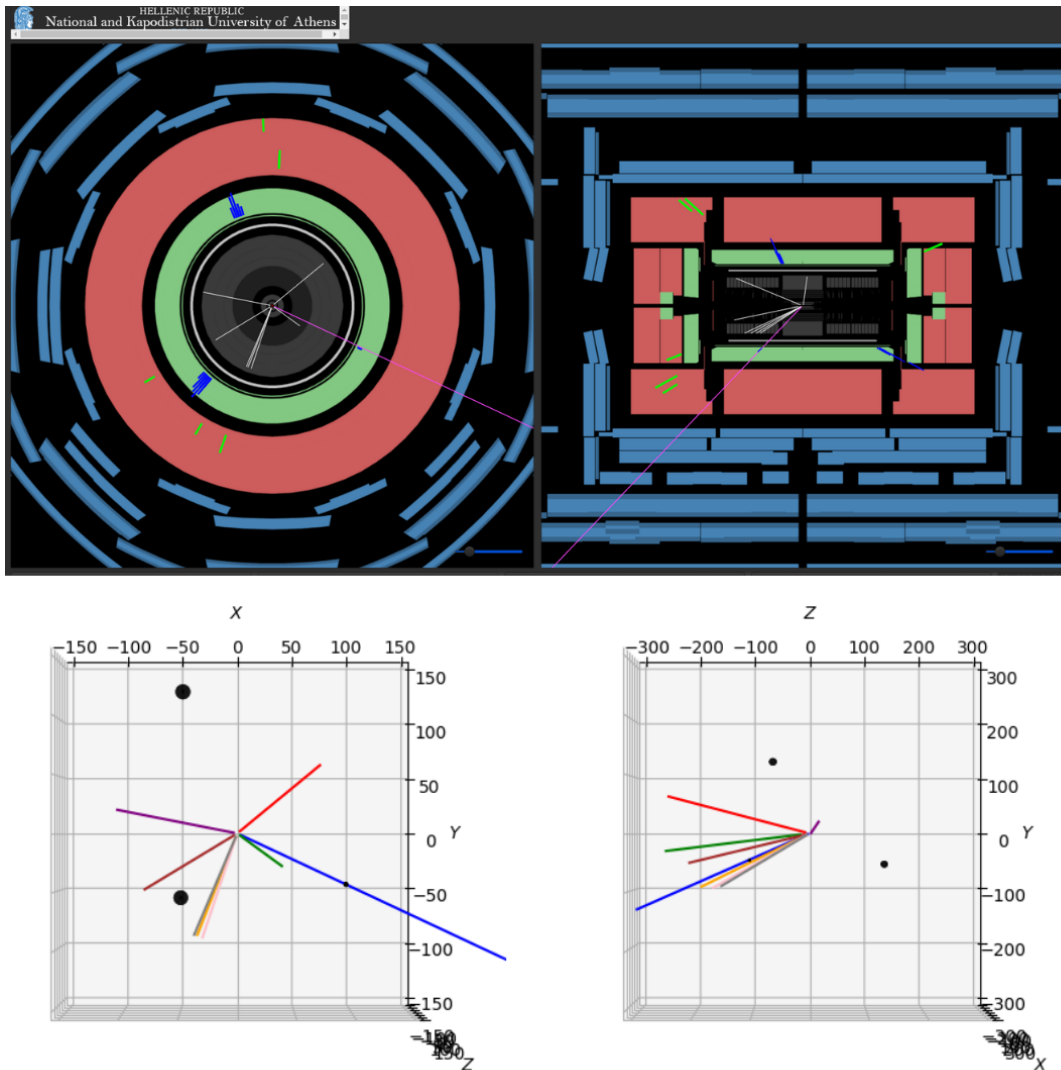 HELLENIC REPUBLIC
National and Kapodistrian University of Athens
X
−150 −100 −50 0 50 100 150
150
100
50
0
Y
−50
−100
−150
Z
Z
−300 −200 −100 0 100 200 300
300
200
100
0
Y
−100
−200
−300
X